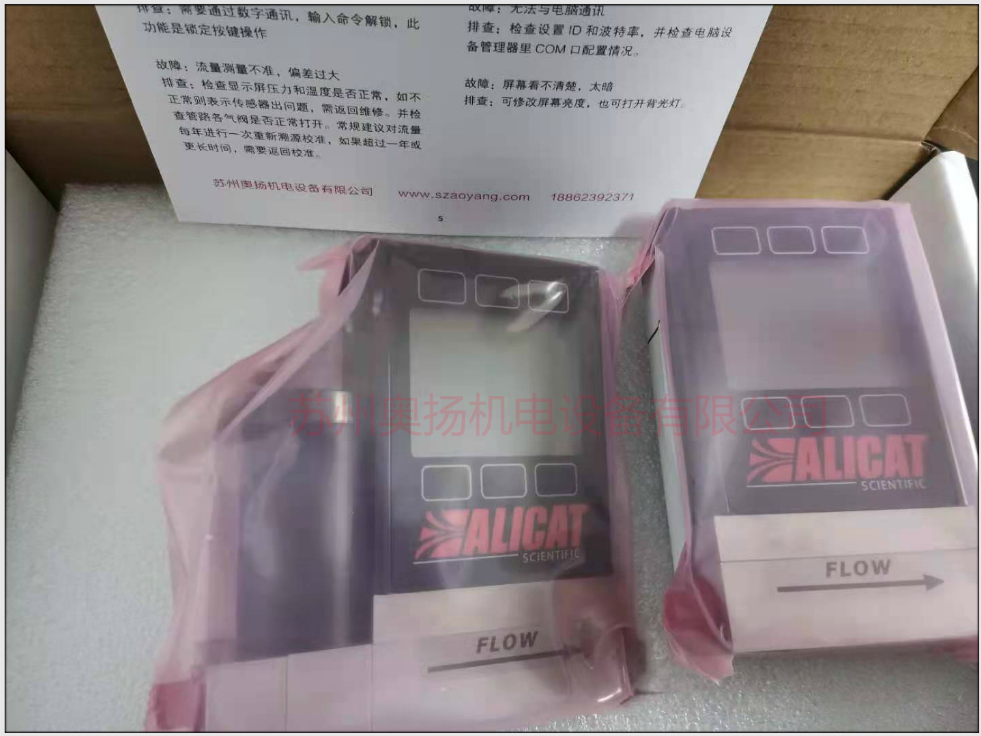 排查：需要通过数字通讯，输入命令解锁，此
功能是锁定按键操作
故障：流量测量不准，偏差过大
排查：检查显示屏压力和温度是否正常，如不
正常则表示传感器出问题，需返回维修。并检
查管路各气阀是否正常打开。常规建议对流量
每年进行一次重新溯源校准，如果超过一年或
更长时间，需要返回校准。
故障：无法与电脑通讯
排查：检查设置 ID 和波特率，并检查电脑设
备管理器里 COM 口配置情况。
故障：屏幕看不清楚，太暗
排查：可修改屏幕亮度，也可打开背光灯。
苏州奥扬机电设备有限公司 www.szaoyang.com 18862392371
5
苏州奥扬机电设备有限公司
ALICAT
SCIENTIFIC
FLOW
ALICAT
SCIENTIFIC
FLOW